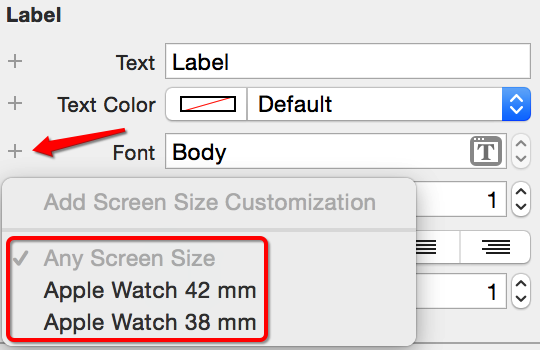 Label
Text Label
Text Color Default
Font Body T
Add Screen Size Customization
1
Any Screen Size
Apple Watch 42 mm
Apple Watch 38 mm
1